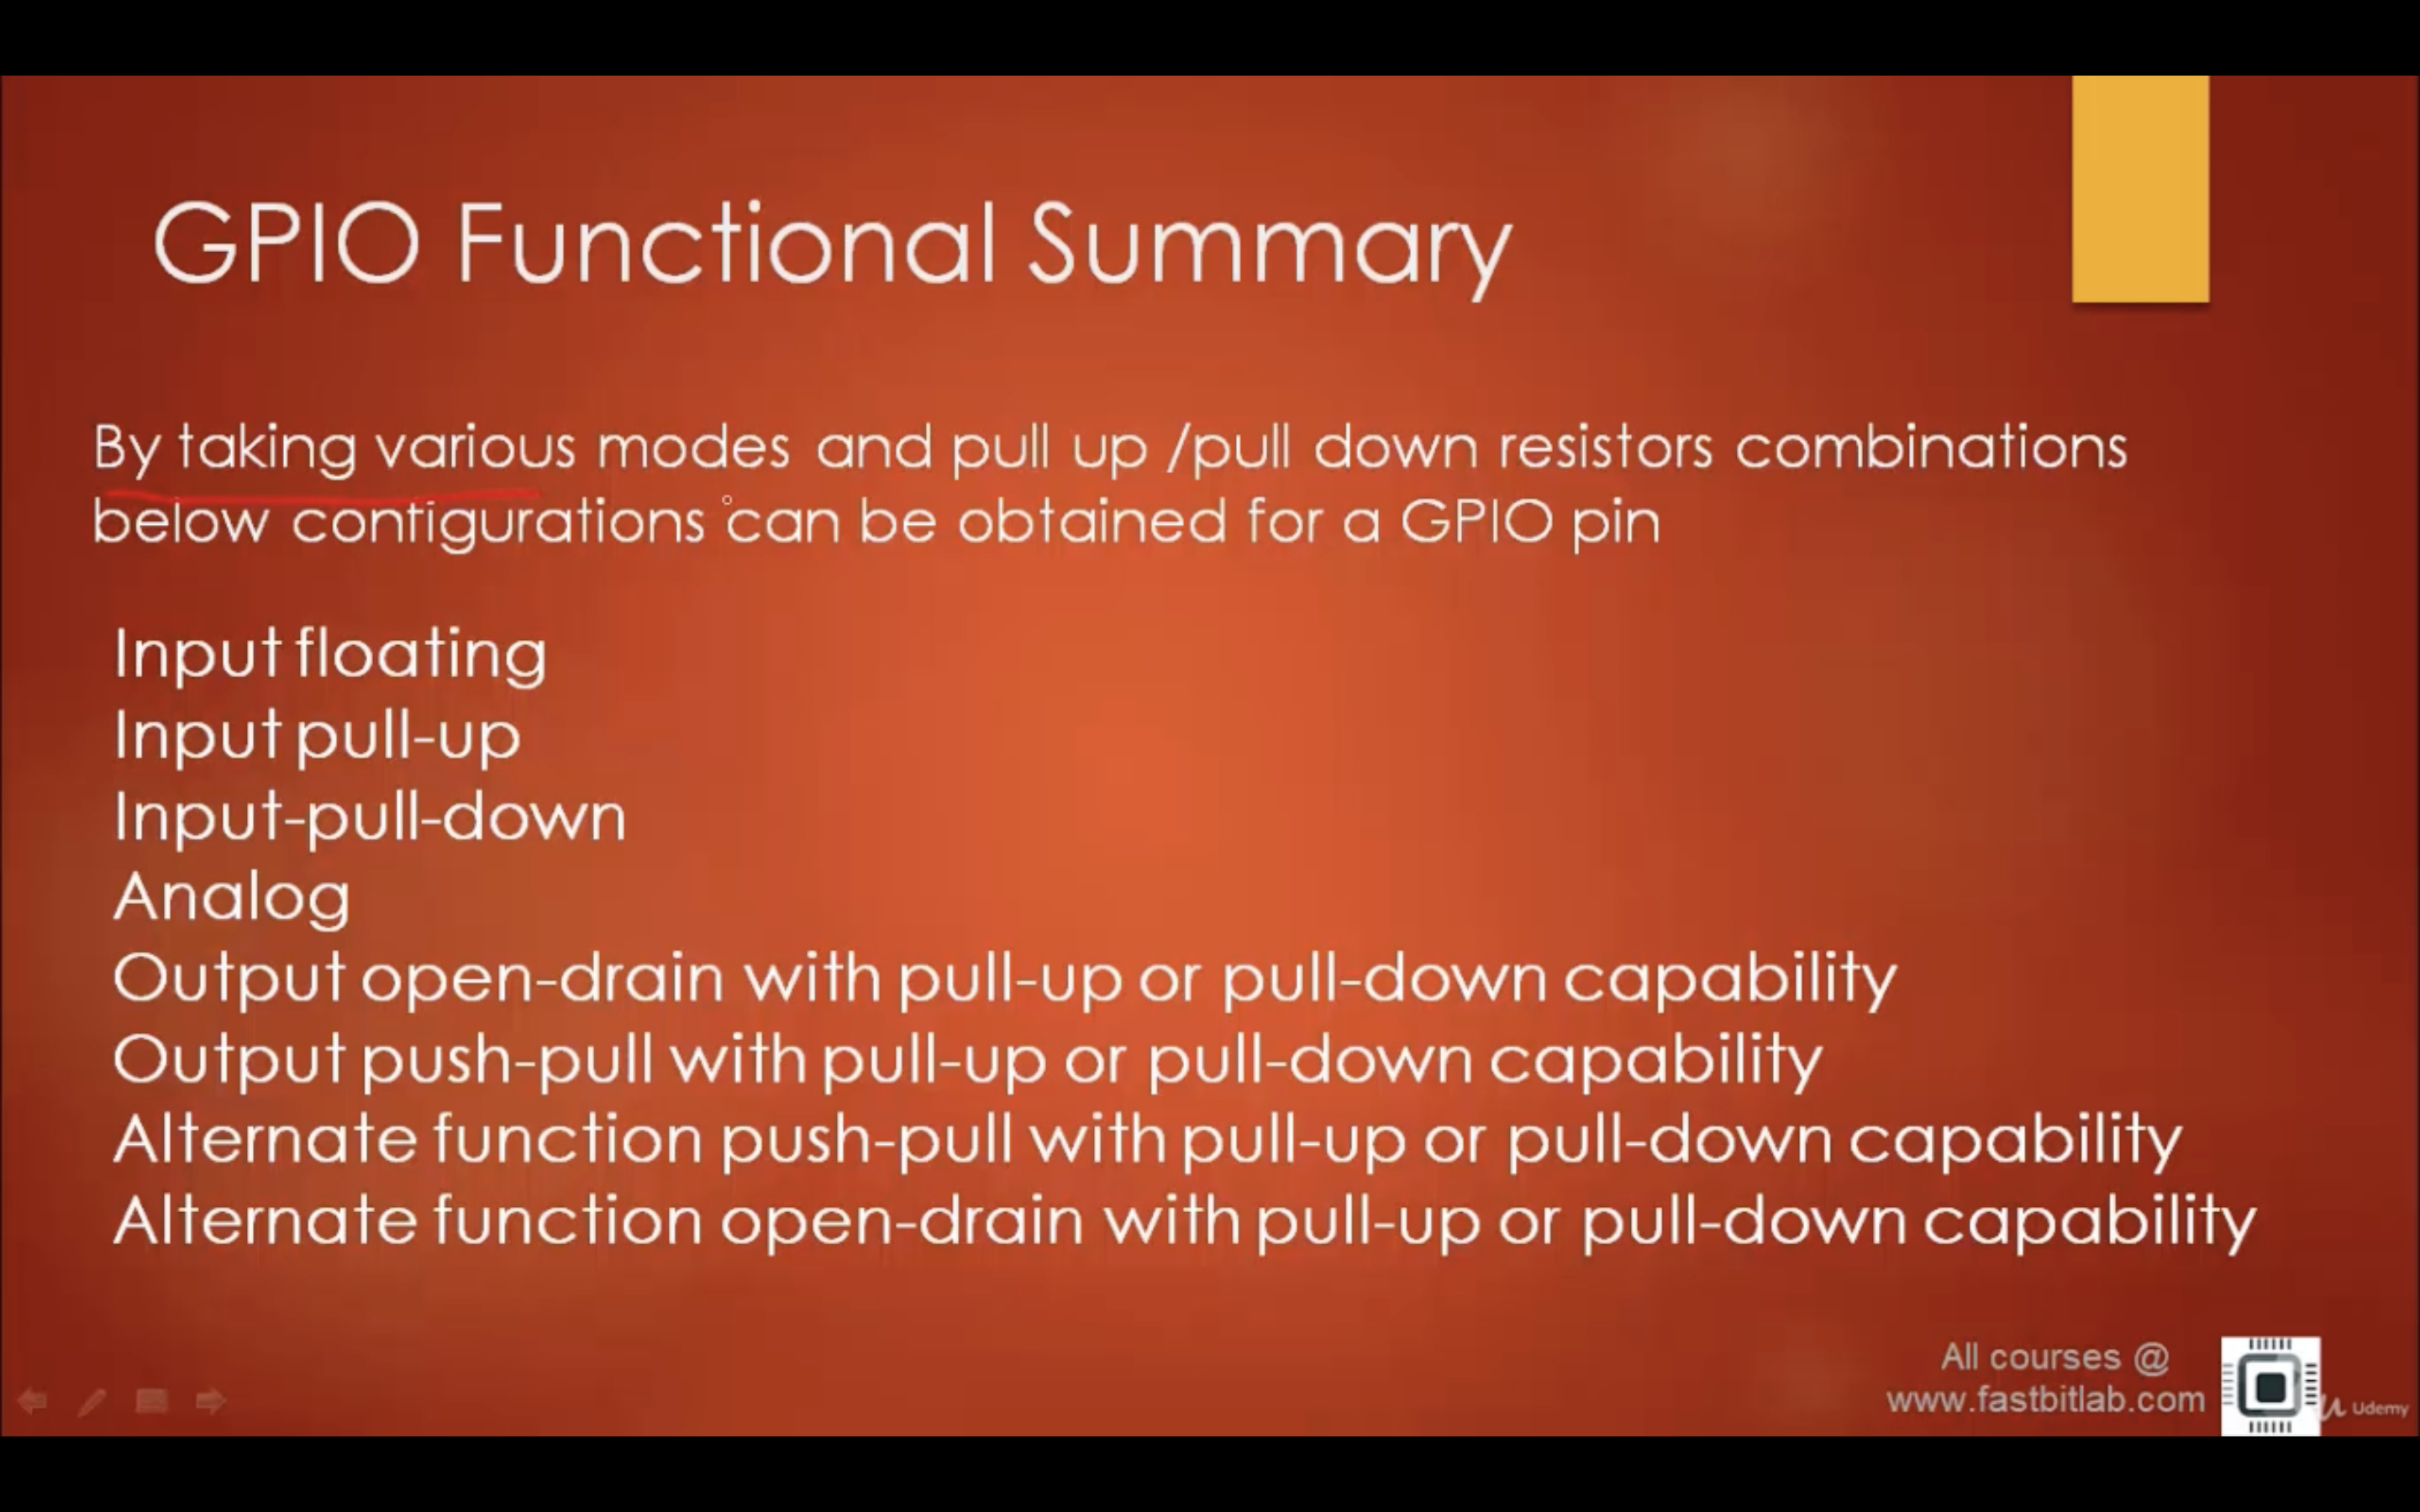 GPIO Functional Summary
By taking various modes and pull up /pull down resistors combinations
below configurations can be obtained for a GPIO pin
Input floating
Input pull-up
Input-pull-down
Analog
Output open-drain with pull-up or pull-down capability
Output push-pull with pull-up or pull-down capability
Alternate function push-pull with pull-up or pull-down capability
Alternate function open-drain with pull-up or pull-down capability
All courses @
www.fastbitlab.com
Udemy